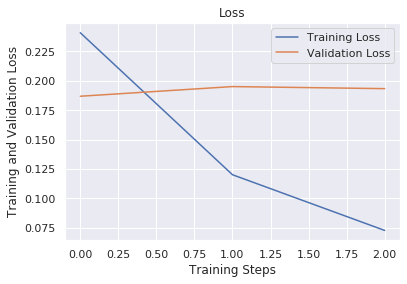 Loss
Training Loss
Validation Loss
Training and Validation Loss
0.225
0.200
0.175
0.150
0.125
0.100
0.075
0.00 0.25 0.50 0.75 1.00 1.25 1.50 1.75 2.00
Training Steps